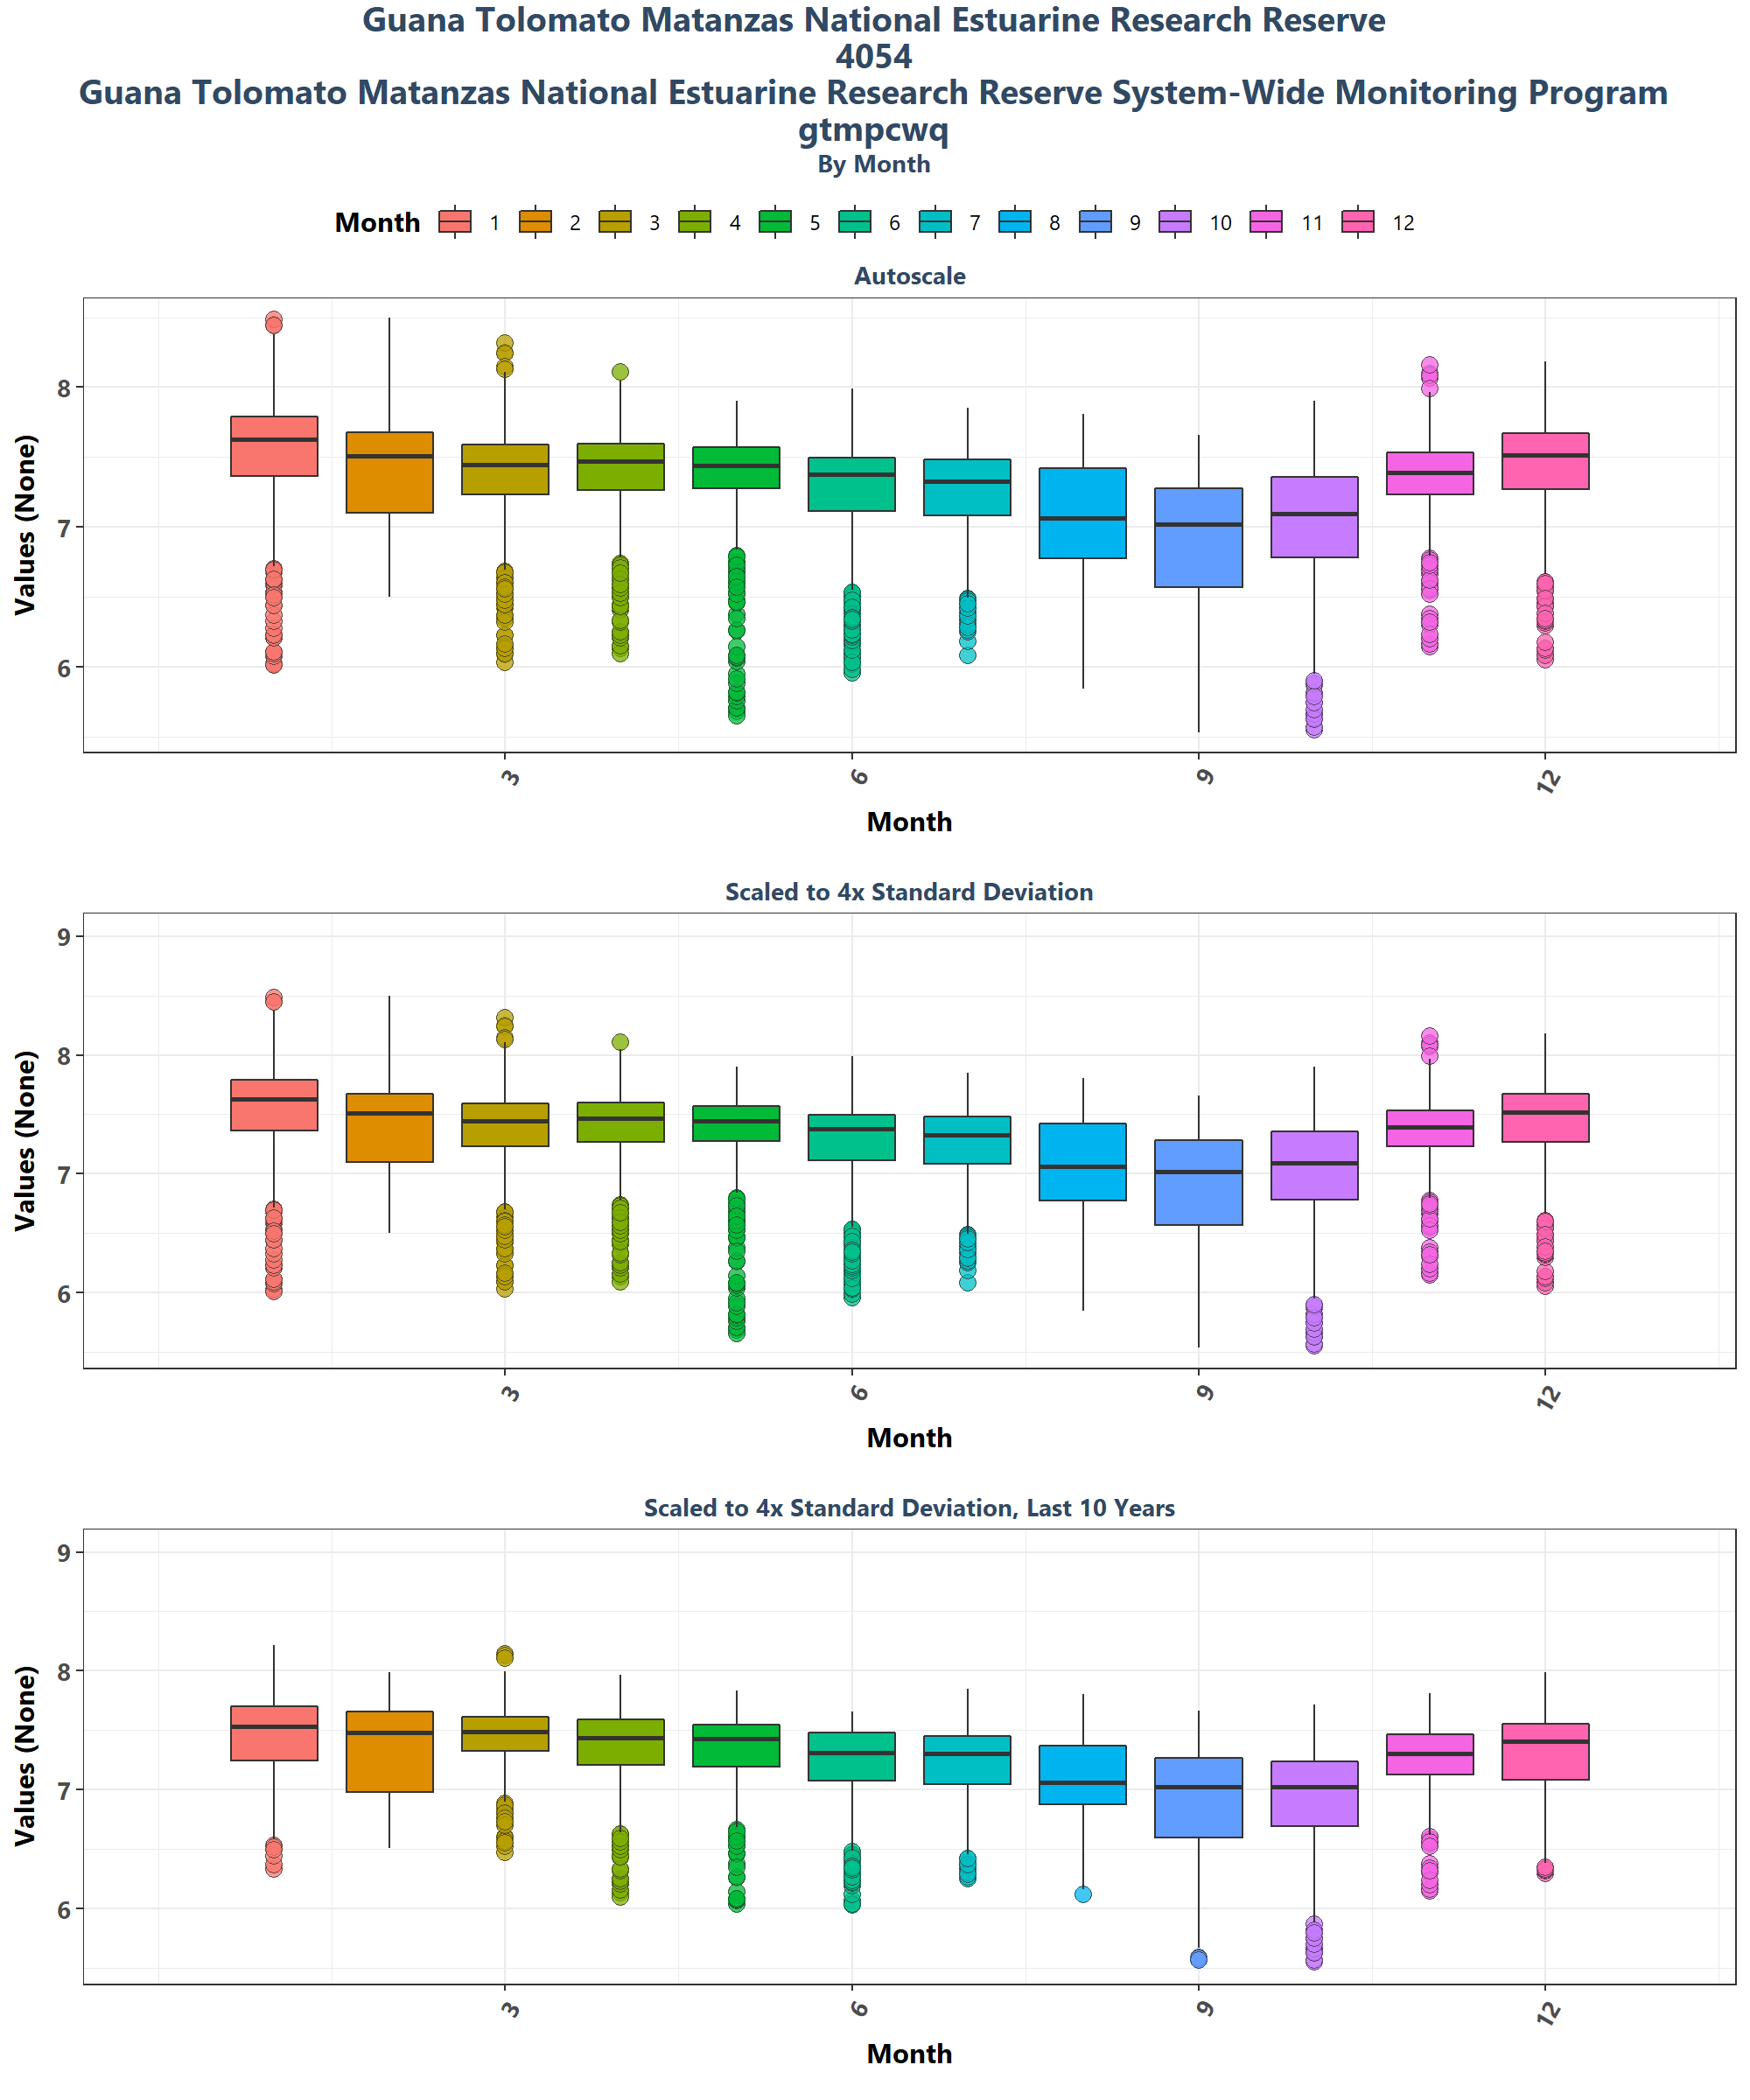 Guana Tolomato Matanzas National Estuarine Research Reserve
4054
Guana Tolomato Matanzas National Estuarine Research Reserve System-Wide Monitoring Program
gtmpcwq
By Month
Month 1 2 3 4 5 6 7 8 9 10 11 12
Autoscale
Values (None)
8
7
6
3 6 9 12
Month
Scaled to 4x Standard Deviation
Values (None)
9
8
7
6
3 6 9 12
Month
Scaled to 4x Standard Deviation, Last 10 Years
Values (None)
9
8
7
6
3 6 9 12
Month